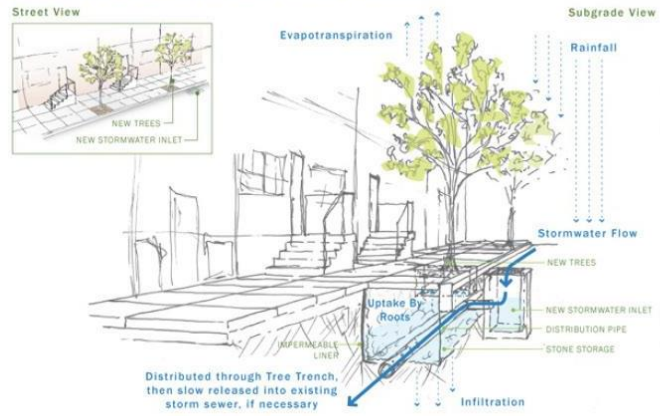 Street View
Subgrade View
Evapotranspiration
Rainfall
NEW TREES
NEW STORMWATER INLET
Stormwater Flow
NEW TREES
Uptake By
Roots
NEW STORMWATER INLET
DISTRIBUTION PIPE
IMPERMEABLE
LINER
STONE STORAGE
Distributed through Tree Trench,
then slow released into existing
storm sewer, if necessary
Infiltration